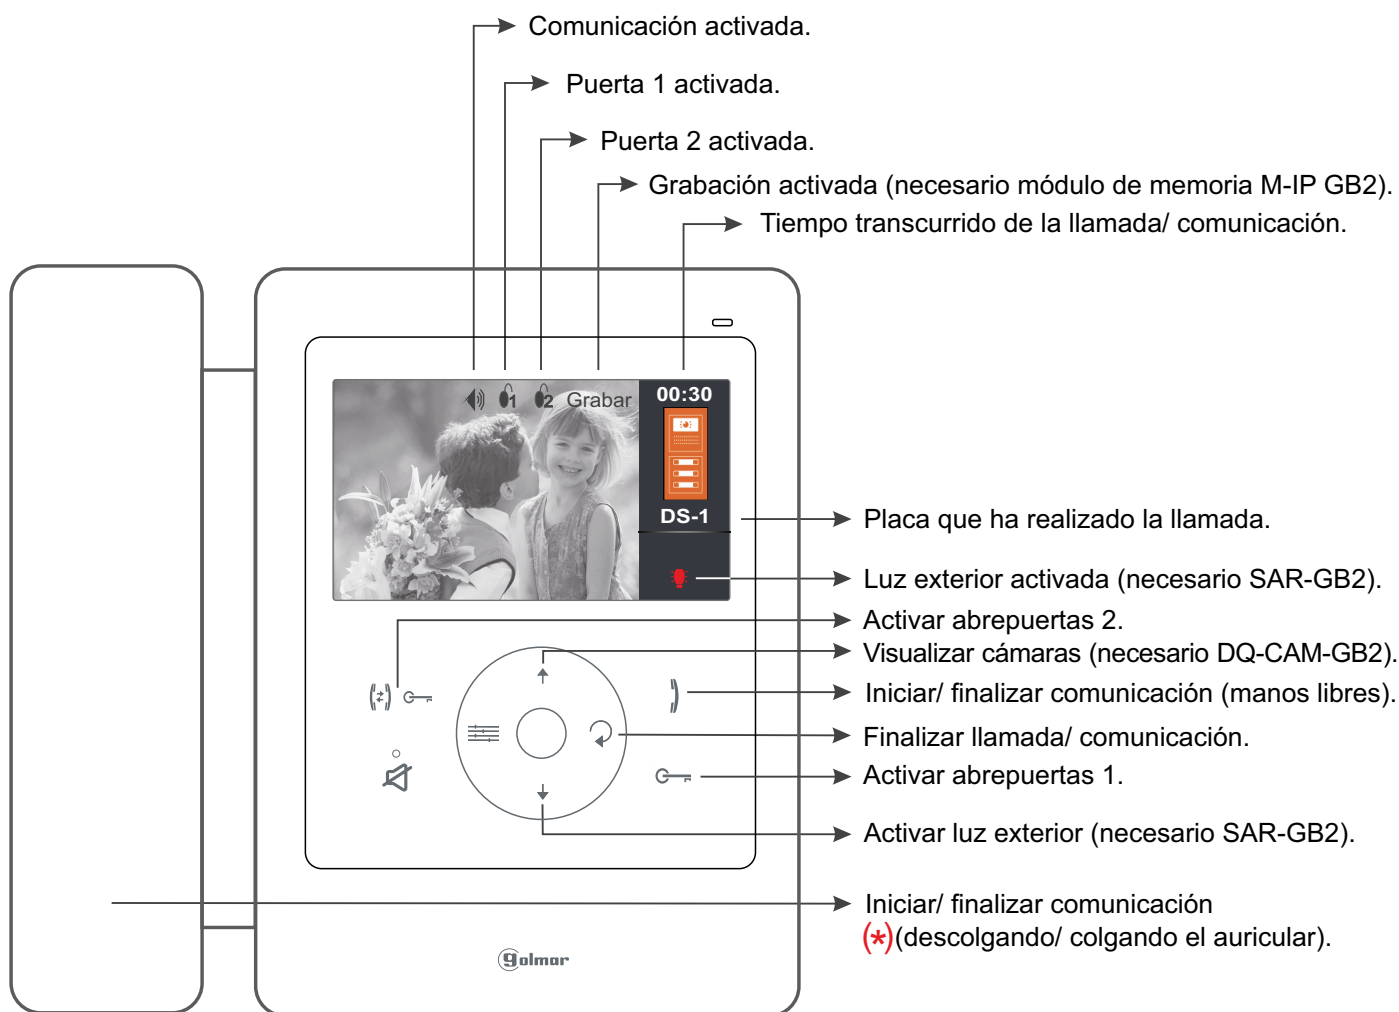 Comunicación activada.
Puerta 1 activada.
Puerta 2 activada.
Grabación activada (necesario módulo de memoria M-IP GB2).
Tiempo transcurrido de la llamada/ comunicación.
1
2
Grabar
00:30
DS-1
Placa que ha realizado la llamada.
Luz exterior activada (necesario SAR-GB2).
Activar abrepuertas 2.
Visualizar cámaras (necesario DQ-CAM-GB2).
Iniciar/ finalizar comunicación (manos libres).
Finalizar llamada/ comunicación.
Activar abrepuertas 1.
Activar luz exterior (necesario SAR-GB2).
Iniciar/ finalizar comunicación
(*)(descolgando/ colgando el auricular).
golmar